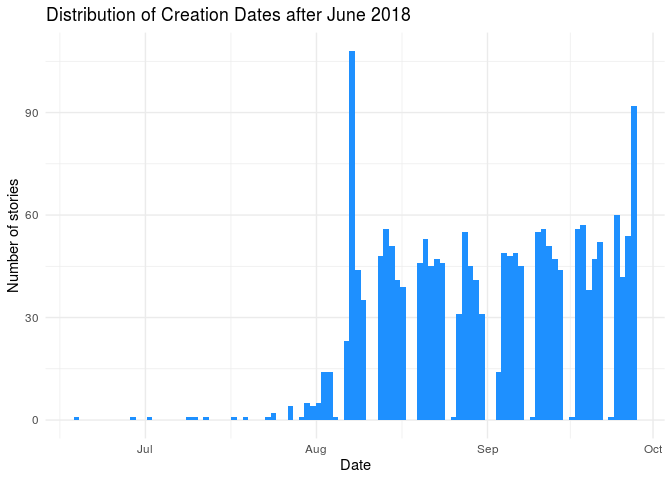 Distribution of Creation Dates after June 2018
Number of stories
90
60
30
0
Jul
Aug
Sep
Oct
Date